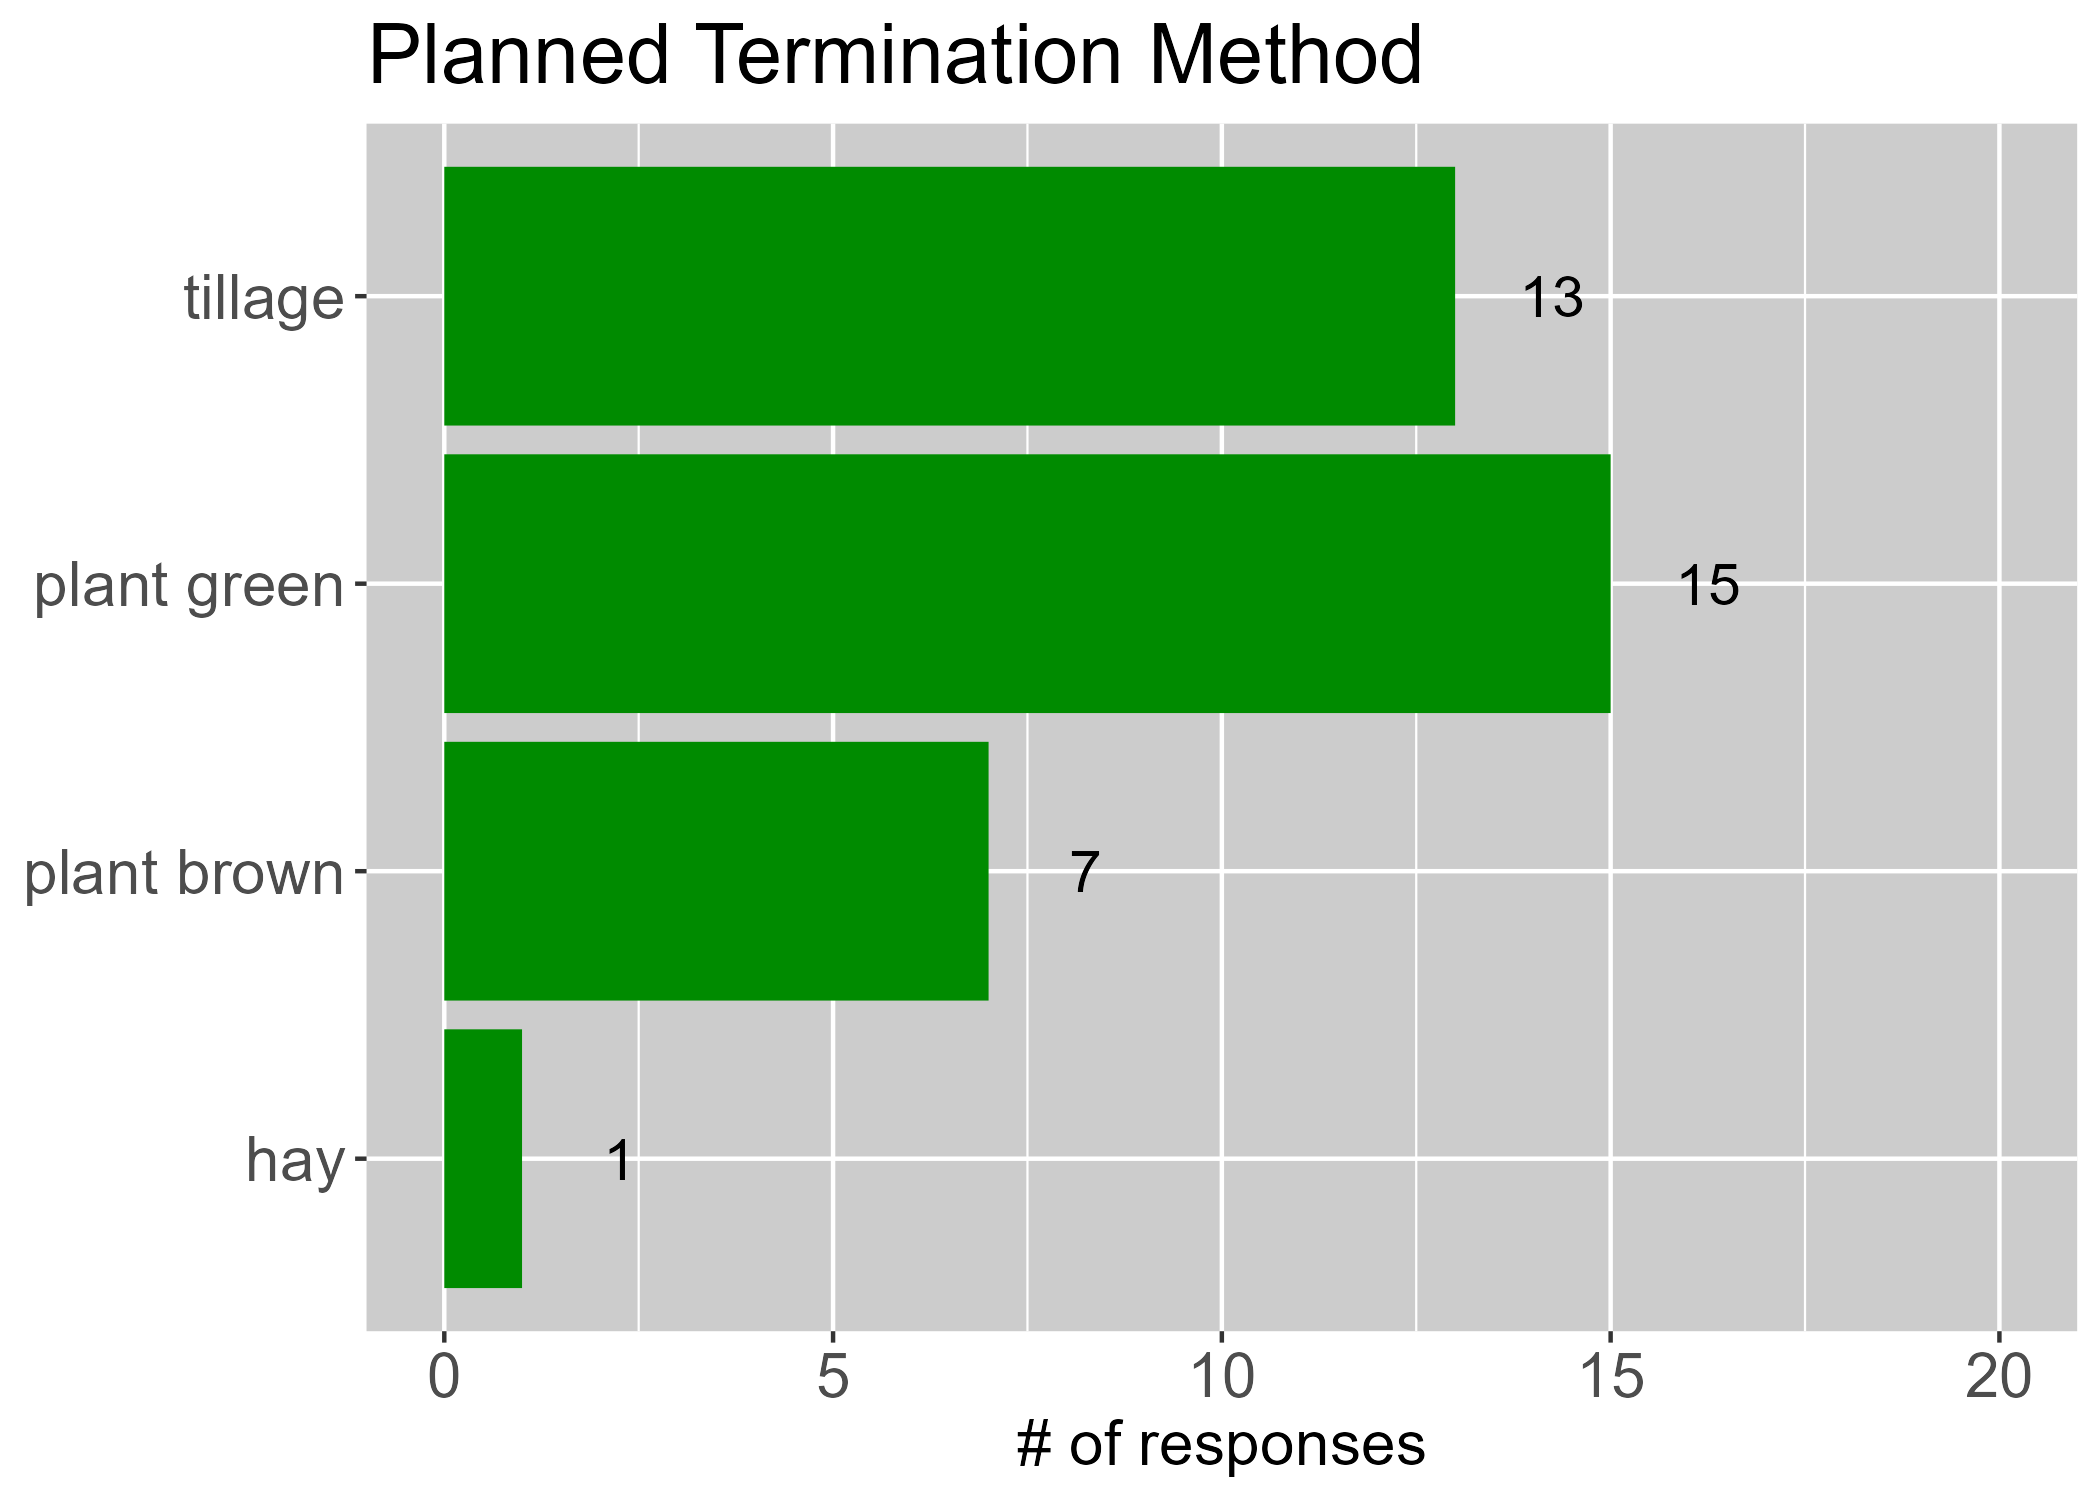 Planned Termination Method
tillage
13
plant green
15
plant brown
7
hay
1
0 5 10 15 20
# of responses